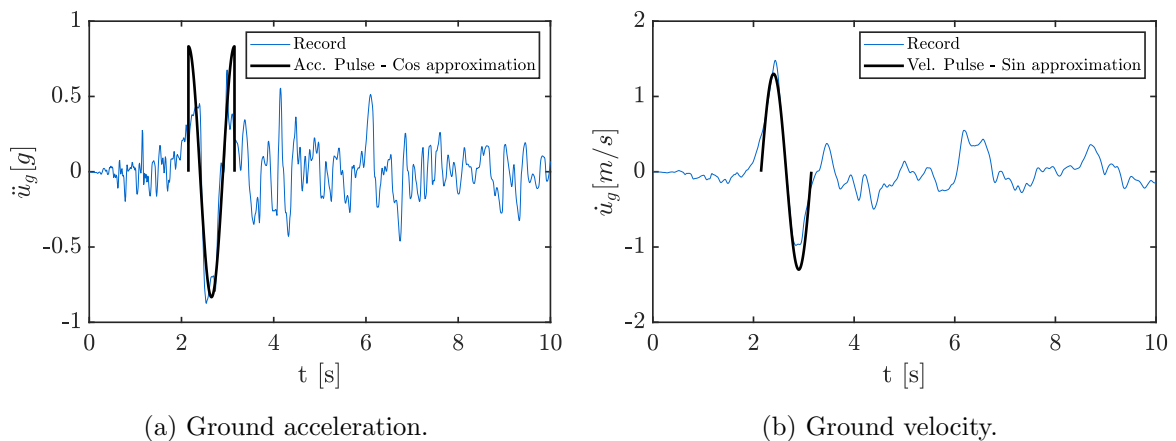 1
0.5
0
-0.5
-1
0 2 4 6 8 10
ü_g[g]
t [s]
Record
Acc. Pulse - Cos approximation
(a) Ground acceleration.
2
1
0
-1
-2
0 2 4 6 8 10
u̇_g[m/s]
t [s]
Record
Vel. Pulse - Sin approximation
(b) Ground velocity.